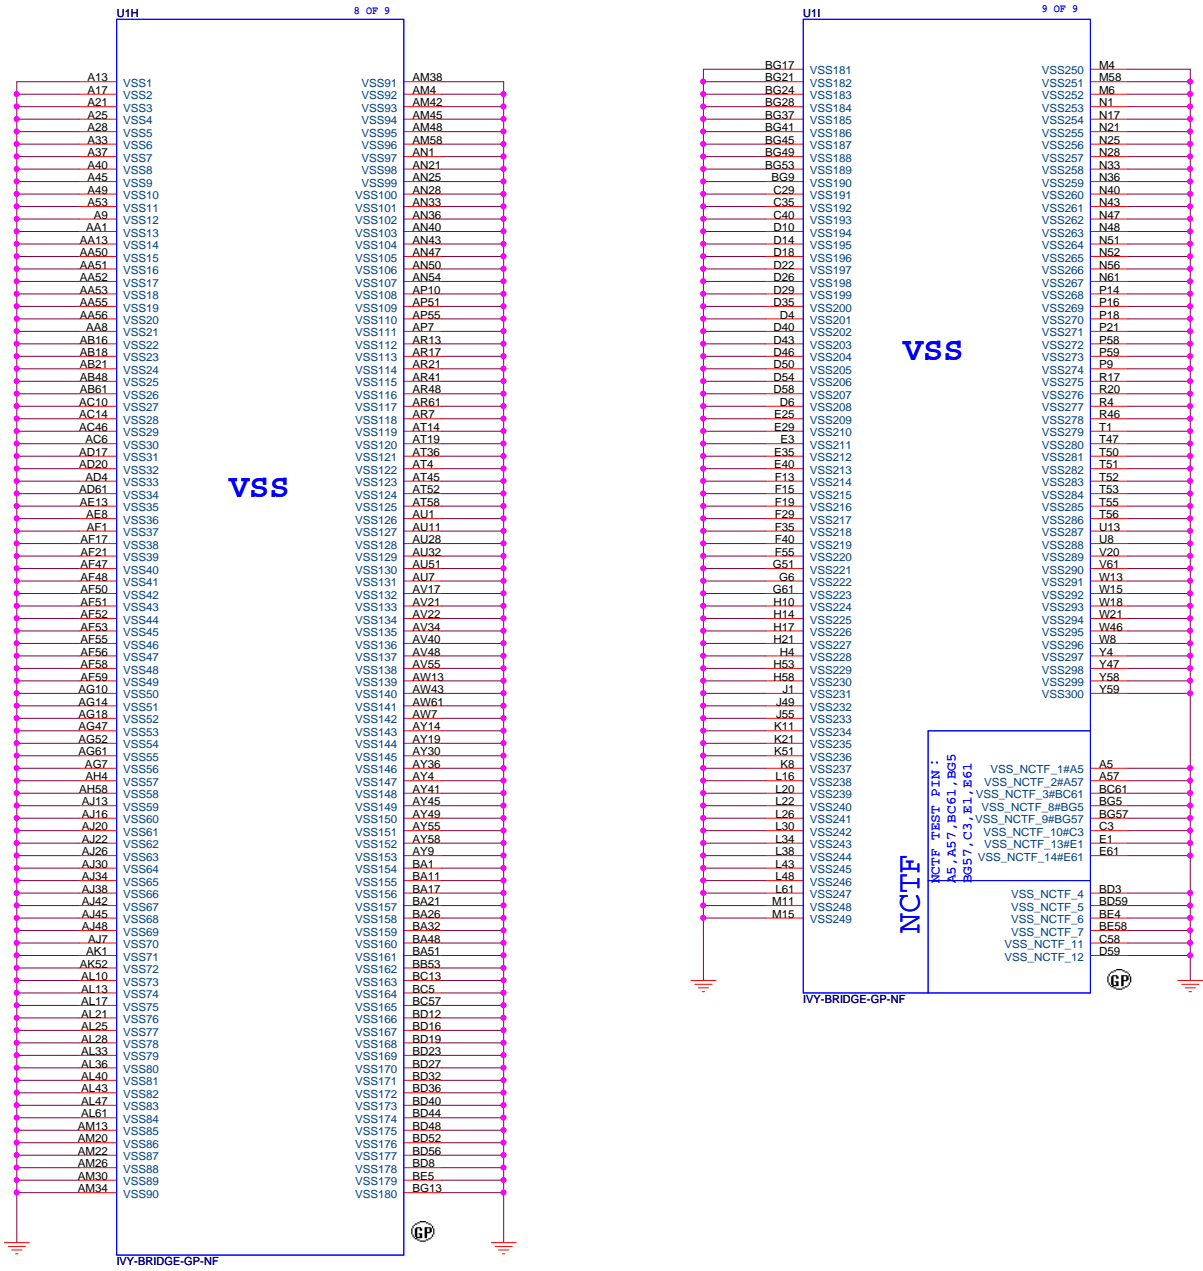 U1H 8 OF 9
A13 VSS1 VSS91 AM38
A17 VSS2 VSS92 AM4
A21 VSS3 VSS93 AM42
A25 VSS4 VSS94 AM45
A28 VSS5 VSS95 AM48
A33 VSS6 VSS96 AM58
A37 VSS7 VSS97 AN1
A40 VSS8 VSS98 AN21
A45 VSS9 VSS99 AN25
A49 VSS10 VSS100 AN28
A53 VSS11 VSS101 AN33
A9 VSS12 VSS102 AN36
AA1 VSS13 VSS103 AN40
AA13 VSS14 VSS104 AN43
AA50 VSS15 VSS105 AN47
AA51 VSS16 VSS106 AN50
AA52 VSS17 VSS107 AN54
AA53 VSS18 VSS108 AP10
AA55 VSS19 VSS109 AP51
AA56 VSS20 VSS110 AP55
AA8 VSS21 VSS111 AP7
AB16 VSS22 VSS112 AR13
AB18 VSS23 VSS113 AR17
AB21 VSS24 VSS114 AR21
AB48 VSS25 VSS115 AR41
AB61 VSS26 VSS116 AR48
AC10 VSS27 VSS117 AR61
AC14 VSS28 VSS118 AR7
AC46 VSS29 VSS119 AT14
AC6 VSS30 VSS120 AT19
AD17 VSS31 VSS121 AT36
AD20 VSS32 VSS122 AT4
AD4 VSS33 VSS123 AT45
AD61 VSS34 VSS124 AT52
AE13 VSS35 VSS125 AT58
AE8 VSS36 VSS126 AU1
AF1 VSS37 VSS127 AU11
AF17 VSS38 VSS128 AU28
AF21 VSS39 VSS129 AU32
AF47 VSS40 VSS130 AU51
AF48 VSS41 VSS131 AU7
AF50 VSS42 VSS132 AV17
AF51 VSS43 VSS133 AV21
AF52 VSS44 VSS134 AV22
AF53 VSS45 VSS135 AV34
AF55 VSS46 VSS136 AV40
AF56 VSS47 VSS137 AV48
AF58 VSS48 VSS138 AV55
AF59 VSS49 VSS139 AW13
AG10 VSS50 VSS140 AW43
AG14 VSS51 VSS141 AW61
AG18 VSS52 VSS142 AW7
AG47 VSS53 VSS143 AY14
AG52 VSS54 VSS144 AY19
AG61 VSS55 VSS145 AY30
AG7 VSS56 VSS146 AY36
AH4 VSS57 VSS147 AY4
AH58 VSS58 VSS148 AY41
AJ13 VSS59 VSS149 AY45
AJ16 VSS60 VSS150 AY49
AJ20 VSS61 VSS151 AY55
AJ22 VSS62 VSS152 AY58
AJ26 VSS63 VSS153 AY9
AJ30 VSS64 VSS154 BA1
AJ34 VSS65 VSS155 BA11
AJ38 VSS66 VSS156 BA17
AJ42 VSS67 VSS157 BA21
AJ45 VSS68 VSS158 BA26
AJ48 VSS69 VSS159 BA32
AJ7 VSS70 VSS160 BA48
AK1 VSS71 VSS161 BA51
AK52 VSS72 VSS162 BB53
AL10 VSS73 VSS163 BC13
AL13 VSS74 VSS164 BC5
AL17 VSS75 VSS165 BC57
AL21 VSS76 VSS166 BD12
AL25 VSS77 VSS167 BD16
AL28 VSS78 VSS168 BD19
AL33 VSS79 VSS169 BD23
AL36 VSS80 VSS170 BD27
AL40 VSS81 VSS171 BD32
AL43 VSS82 VSS172 BD36
AL47 VSS83 VSS173 BD40
AL61 VSS84 VSS174 BD44
AM13 VSS85 VSS175 BD48
AM20 VSS86 VSS176 BD52
AM22 VSS87 VSS177 BD56
AM26 VSS88 VSS178 BD8
AM30 VSS89 VSS179 BE5
AM34 VSS90 VSS180 BG13
VSS
GP
IVY-BRIDGE-GP-NF
U1I 9 OF 9
BG17 VSS181 VSS250 M4
BG21 VSS182 VSS251 M58
BG24 VSS183 VSS252 M6
BG28 VSS184 VSS253 N1
BG37 VSS185 VSS254 N17
BG41 VSS186 VSS255 N21
BG45 VSS187 VSS256 N25
BG49 VSS188 VSS257 N28
BG53 VSS189 VSS258 N33
BG9 VSS190 VSS259 N36
C29 VSS191 VSS260 N40
C35 VSS192 VSS261 N43
C40 VSS193 VSS262 N47
D10 VSS194 VSS263 N48
D14 VSS195 VSS264 N51
D18 VSS196 VSS265 N52
D22 VSS197 VSS266 N56
D26 VSS198 VSS267 N61
D29 VSS199 VSS268 P14
D35 VSS200 VSS269 P16
D4 VSS201 VSS270 P18
D40 VSS202 VSS271 P21
D43 VSS203 VSS272 P58
D46 VSS204 VSS273 P59
D50 VSS205 VSS274 P9
D54 VSS206 VSS275 R17
D58 VSS207 VSS276 R20
D6 VSS208 VSS277 R4
E25 VSS209 VSS278 R46
E29 VSS210 VSS279 T1
E3 VSS211 VSS280 T47
E35 VSS212 VSS281 T50
E40 VSS213 VSS282 T51
F13 VSS214 VSS283 T52
F15 VSS215 VSS284 T53
F19 VSS216 VSS285 T55
F29 VSS217 VSS286 T56
F35 VSS218 VSS287 U13
F40 VSS219 VSS288 U8
F55 VSS220 VSS289 V20
G51 VSS221 VSS290 V61
G6 VSS222 VSS291 W13
G61 VSS223 VSS292 W15
H10 VSS224 VSS293 W18
H14 VSS225 VSS294 W21
H17 VSS226 VSS295 W46
H21 VSS227 VSS296 W8
H4 VSS228 VSS297 Y4
H53 VSS229 VSS298 Y47
H58 VSS230 VSS299 Y58
J1 VSS231 VSS300 Y59
J49 VSS232
J55 VSS233
K11 VSS234
K21 VSS235
K51 VSS236
K8 VSS237
L16 VSS238
L20 VSS239
L22 VSS240
L26 VSS241
L30 VSS242
L34 VSS243
L38 VSS244
L43 VSS245
L48 VSS246
L61 VSS247
M11 VSS248
M15 VSS249
VSS
NCTF
NCTF TEST PIN:
A5,A57,BC61,BG5
BG57,C3,E1,E61
VSS_NCTF_1#A5 A5
VSS_NCTF_2#A57 A57
VSS_NCTF_3#BC61 BC61
VSS_NCTF_8#BG5 BG5
VSS_NCTF_9#BG57 BG57
VSS_NCTF_10#C3 C3
VSS_NCTF_13#E1 E1
VSS_NCTF_14#E61 E61
VSS_NCTF_4 BD3
VSS_NCTF_5 BD59
VSS_NCTF_6 BE4
VSS_NCTF_7 BE58
VSS_NCTF_11 C58
VSS_NCTF_12 D59
GP
IVY-BRIDGE-GP-NF